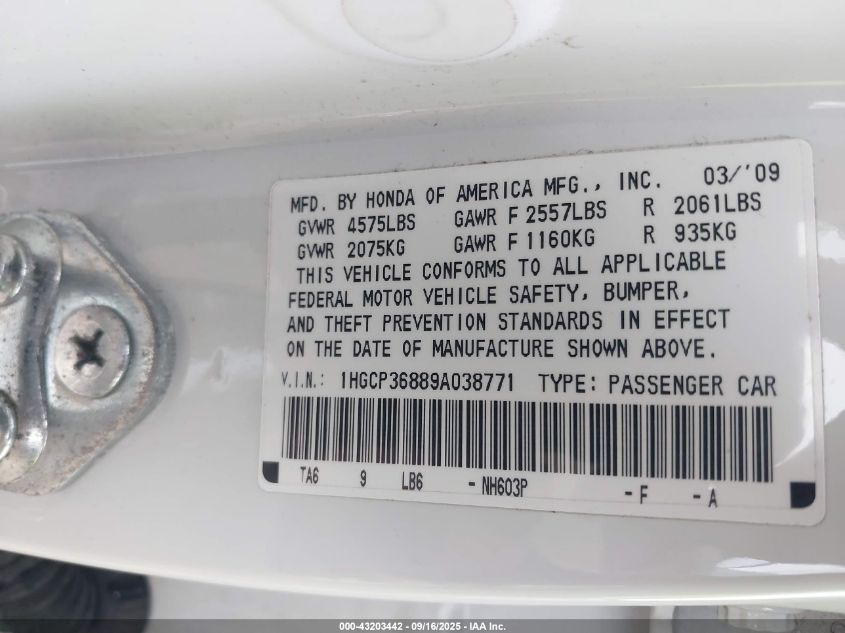 MFD. BY HONDA OF AMERICA MFG., INC. 03/'09
GVWR 4575LBS GAWR F 2557LBS R 2061LBS
GVWR 2075KG GAWR F 1160KG R 935KG
THIS VEHICLE CONFORMS TO ALL APPLICABLE
FEDERAL MOTOR VEHICLE SAFETY, BUMPER,
AND THEFT PREVENTION STANDARDS IN EFFECT
ON THE DATE OF MANUFACTURE SHOWN ABOVE.
V.I.N.: 1HGCP36889A038771 TYPE: PASSENGER CAR
TA6 9 LB6 - NH603P - F - A
000-43203442 - 09/16/2025 - IAA Inc.